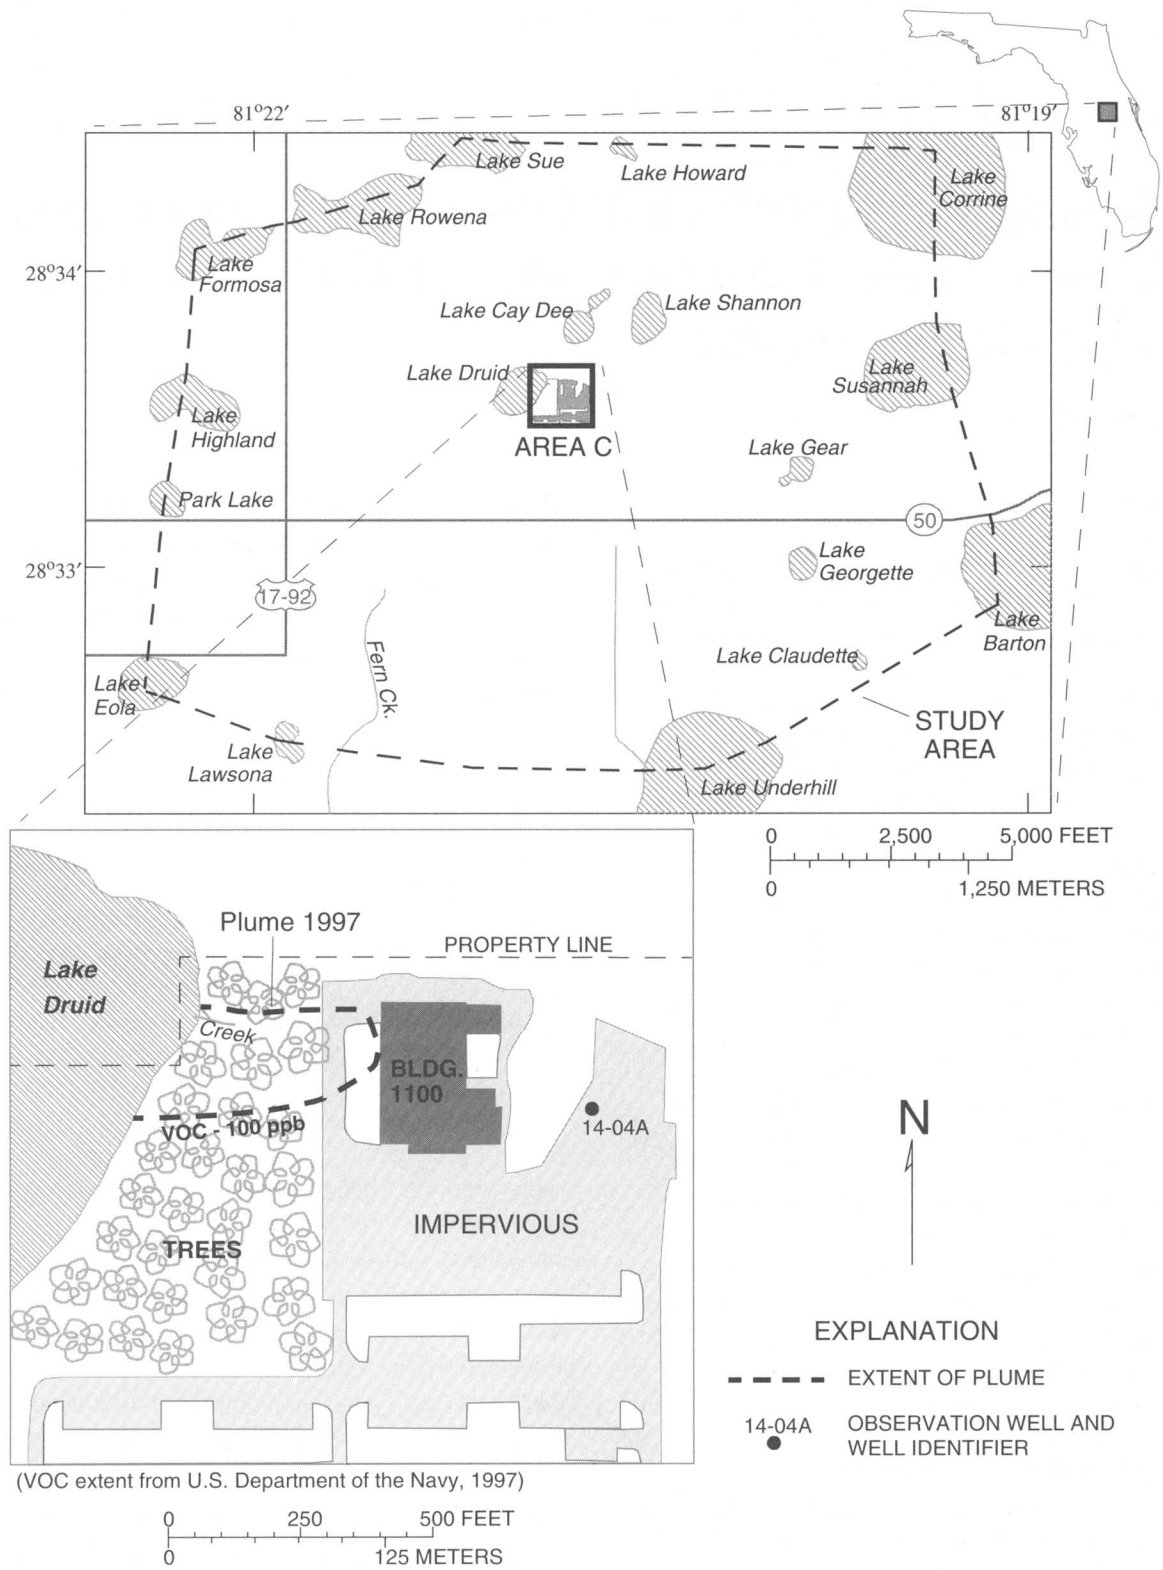 81°22′
81°19′
Lake Sue
Lake Howard
Lake
Corrine
Lake Rowena
Lake
Formosa
28°34′
Lake Cay Dee
Lake Shannon
Lake Druid
Lake
Susannah
Lake
Highland
AREA C
Lake Gear
Park Lake
50
Lake
Georgette
28°33′
17-92
Lake
Barton
Fern Ck.
Lake Claudette
Lake
Eola
STUDY
AREA
Lake
Lawsona
Lake Underhill
0 2,500 5,000 FEET
0 1,250 METERS
Plume 1997
PROPERTY LINE
Lake
Druid
Creek
BLDG.
1100
VOC - 100 ppb
14-04A
N
IMPERVIOUS
TREES
EXPLANATION
EXTENT OF PLUME
14-04A
OBSERVATION WELL AND
WELL IDENTIFIER
(VOC extent from U.S. Department of the Navy, 1997)
0 250 500 FEET
0 125 METERS